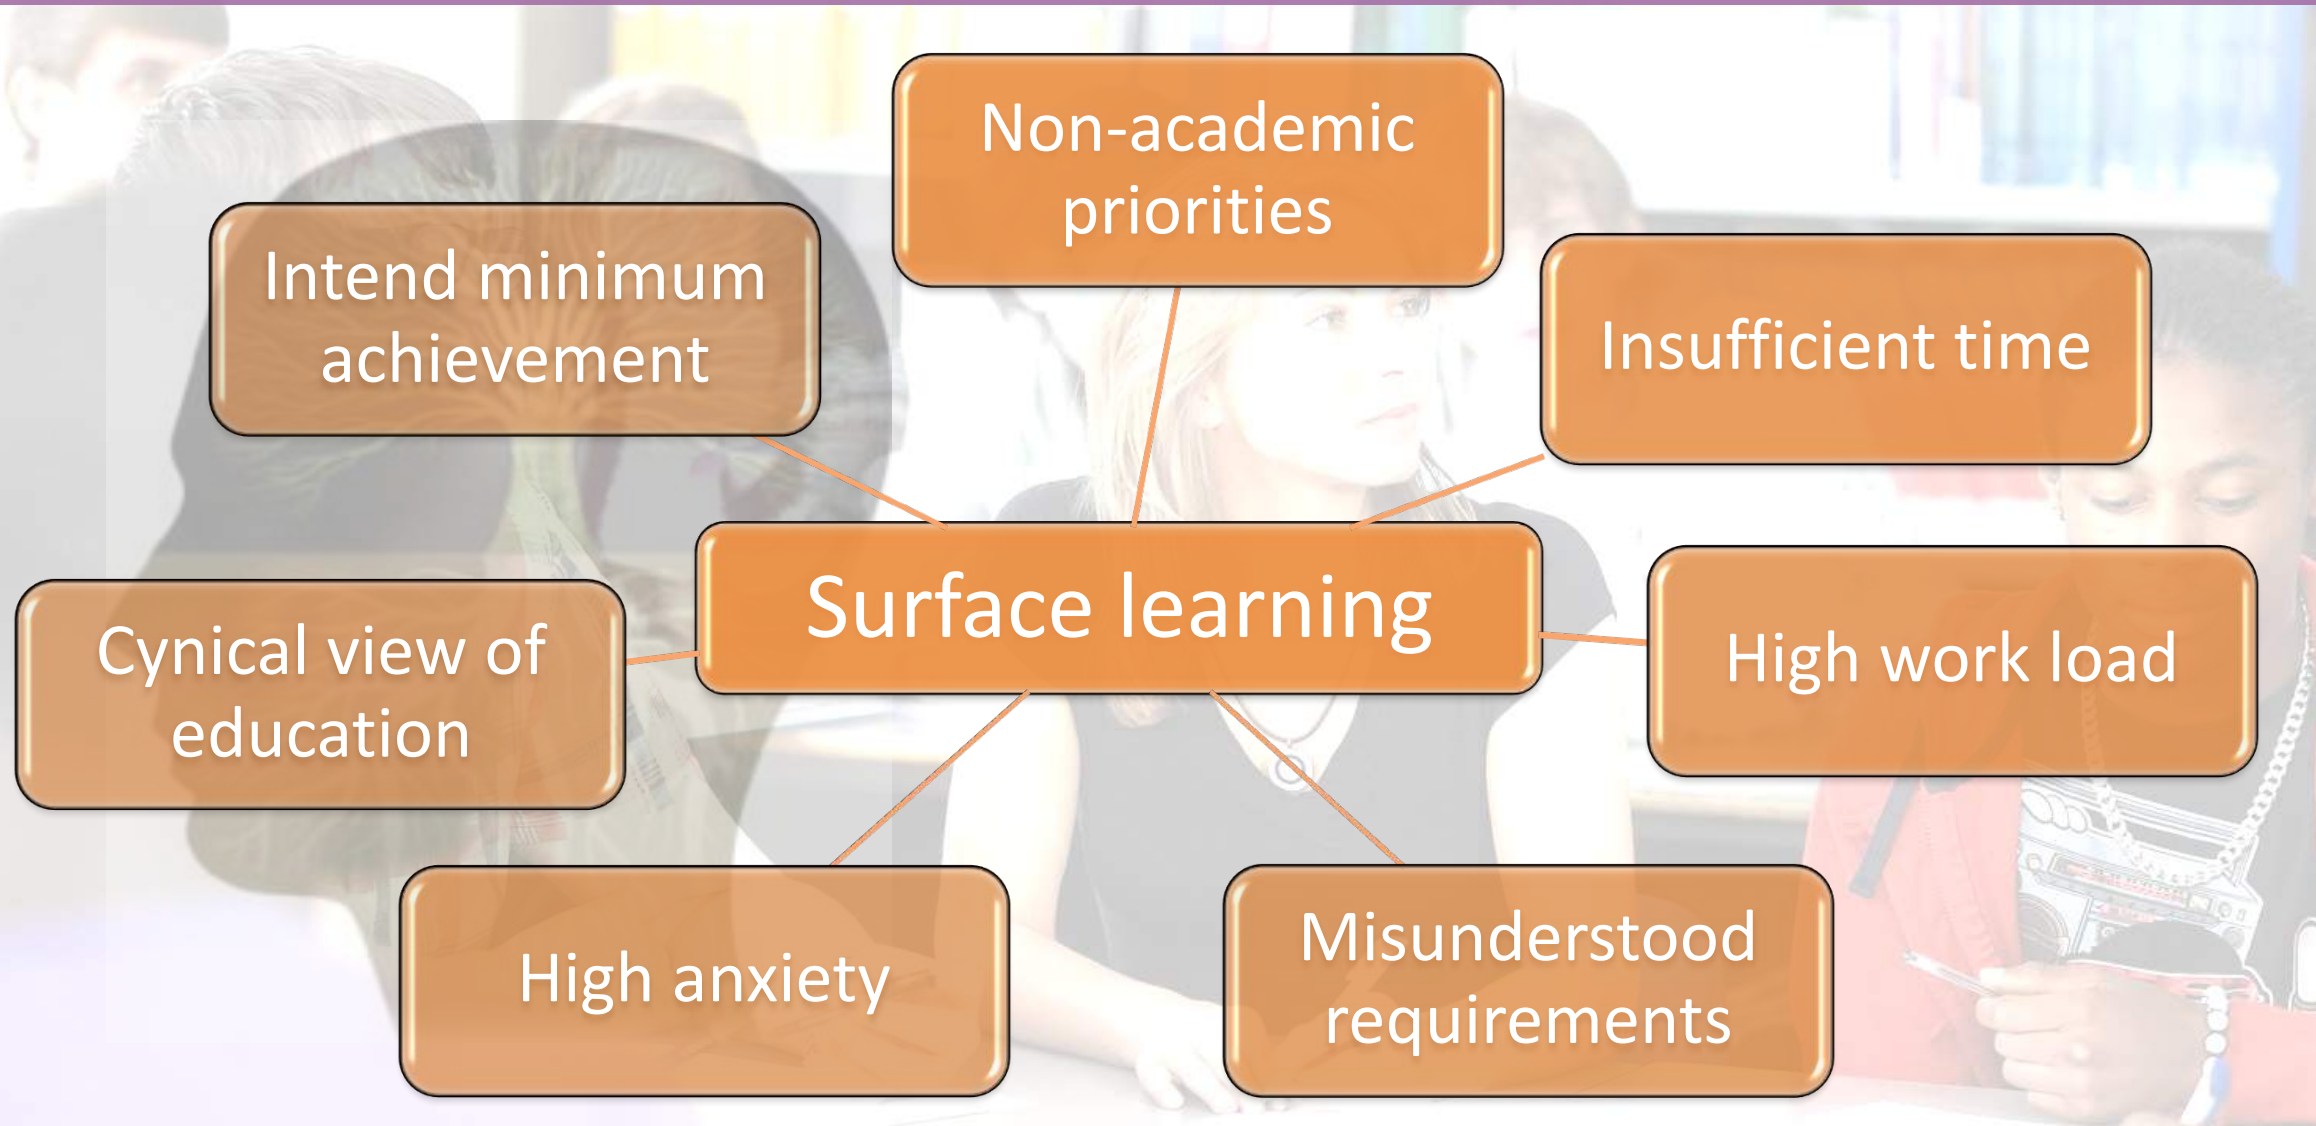 Non-academic
priorities
Intend minimum
achievement
Insufficient time
Surface learning
Cynical view of
education
High work load
High anxiety
Misunderstood
requirements